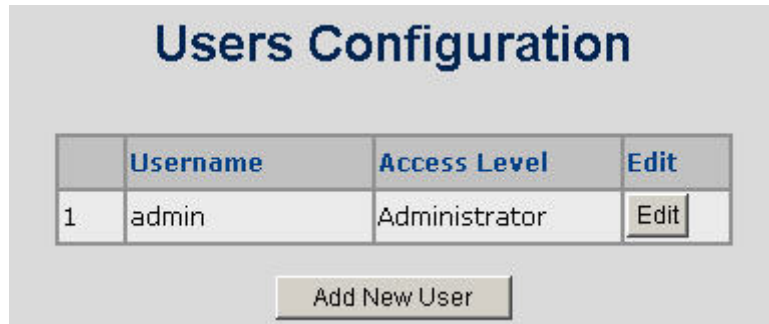 Users Configuration
Username Access Level Edit
1 admin Administrator Edit
Add New User